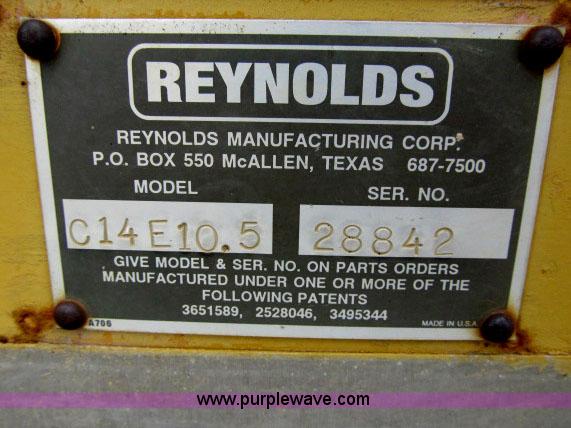 REYNOLDS
REYNOLDS MANUFACTURING CORP.
P.O. BOX 550 McALLEN, TEXAS 687-7500
MODEL SER. NO.
C14E10.5 28842
GIVE MODEL & SER. NO. ON PARTS ORDERS
MANUFACTURED UNDER ONE OR MORE OF THE
FOLLOWING PATENTS
3651589, 2528046, 3495344
A706 MADE IN U.S.A.
www.purplewave.com